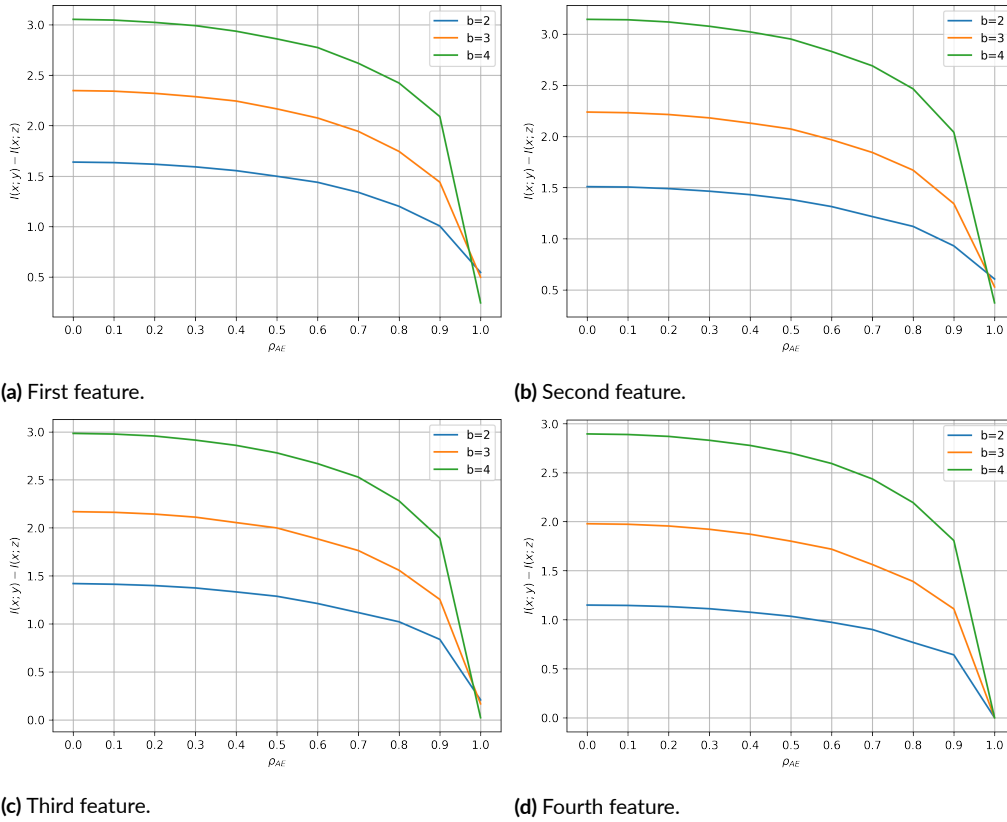 b=2
b=3
b=4
3.0
2.5
2.0
1.5
1.0
0.5
I(x; y) − I(x; z)
0.0 0.1 0.2 0.3 0.4 0.5 0.6 0.7 0.8 0.9 1.0
ρAE
(a) First feature.
b=2
b=3
b=4
3.0
2.5
2.0
1.5
1.0
0.5
I(x; y) − I(x; z)
0.0 0.1 0.2 0.3 0.4 0.5 0.6 0.7 0.8 0.9 1.0
ρAE
(b) Second feature.
b=2
b=3
b=4
3.0
2.5
2.0
1.5
1.0
0.5
0.0
I(x; y) − I(x; z)
0.0 0.1 0.2 0.3 0.4 0.5 0.6 0.7 0.8 0.9 1.0
ρAE
(c) Third feature.
b=2
b=3
b=4
3.0
2.5
2.0
1.5
1.0
0.5
0.0
I(x; y) − I(x; z)
0.0 0.1 0.2 0.3 0.4 0.5 0.6 0.7 0.8 0.9 1.0
ρAE
(d) Fourth feature.